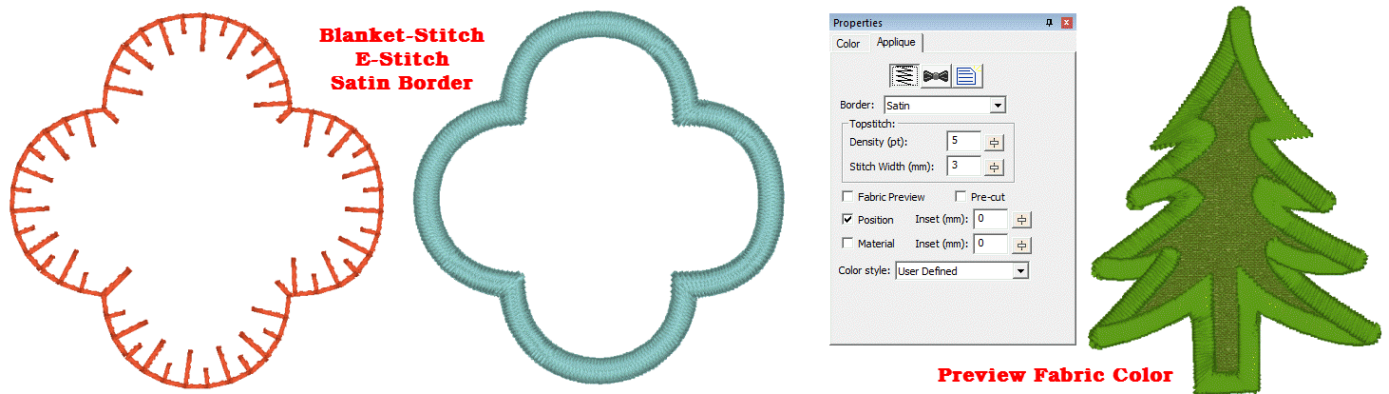 Blanket-Stitch
E-Stitch
Satin Border
Properties
Color Applique
Border: Satin
Topstitch:
Density (pt): 5
Stitch Width (mm): 3
Fabric Preview Pre-cut
Position Inset (mm): 0
Material Inset (mm): 0
Color style: User Defined
Preview Fabric Color